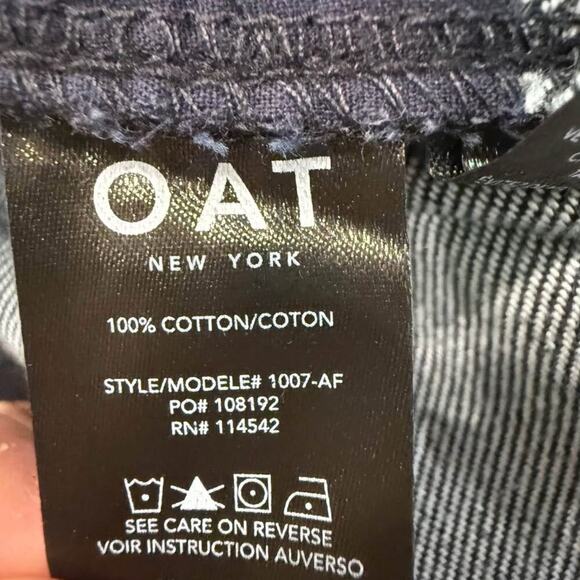 OAT
NEW YORK
100% COTTON/COTON
STYLE/MODELE# 1007-AF
PO# 108192
RN# 114542
SEE CARE ON REVERSE
VOIR INSTRUCTION AUVERSO